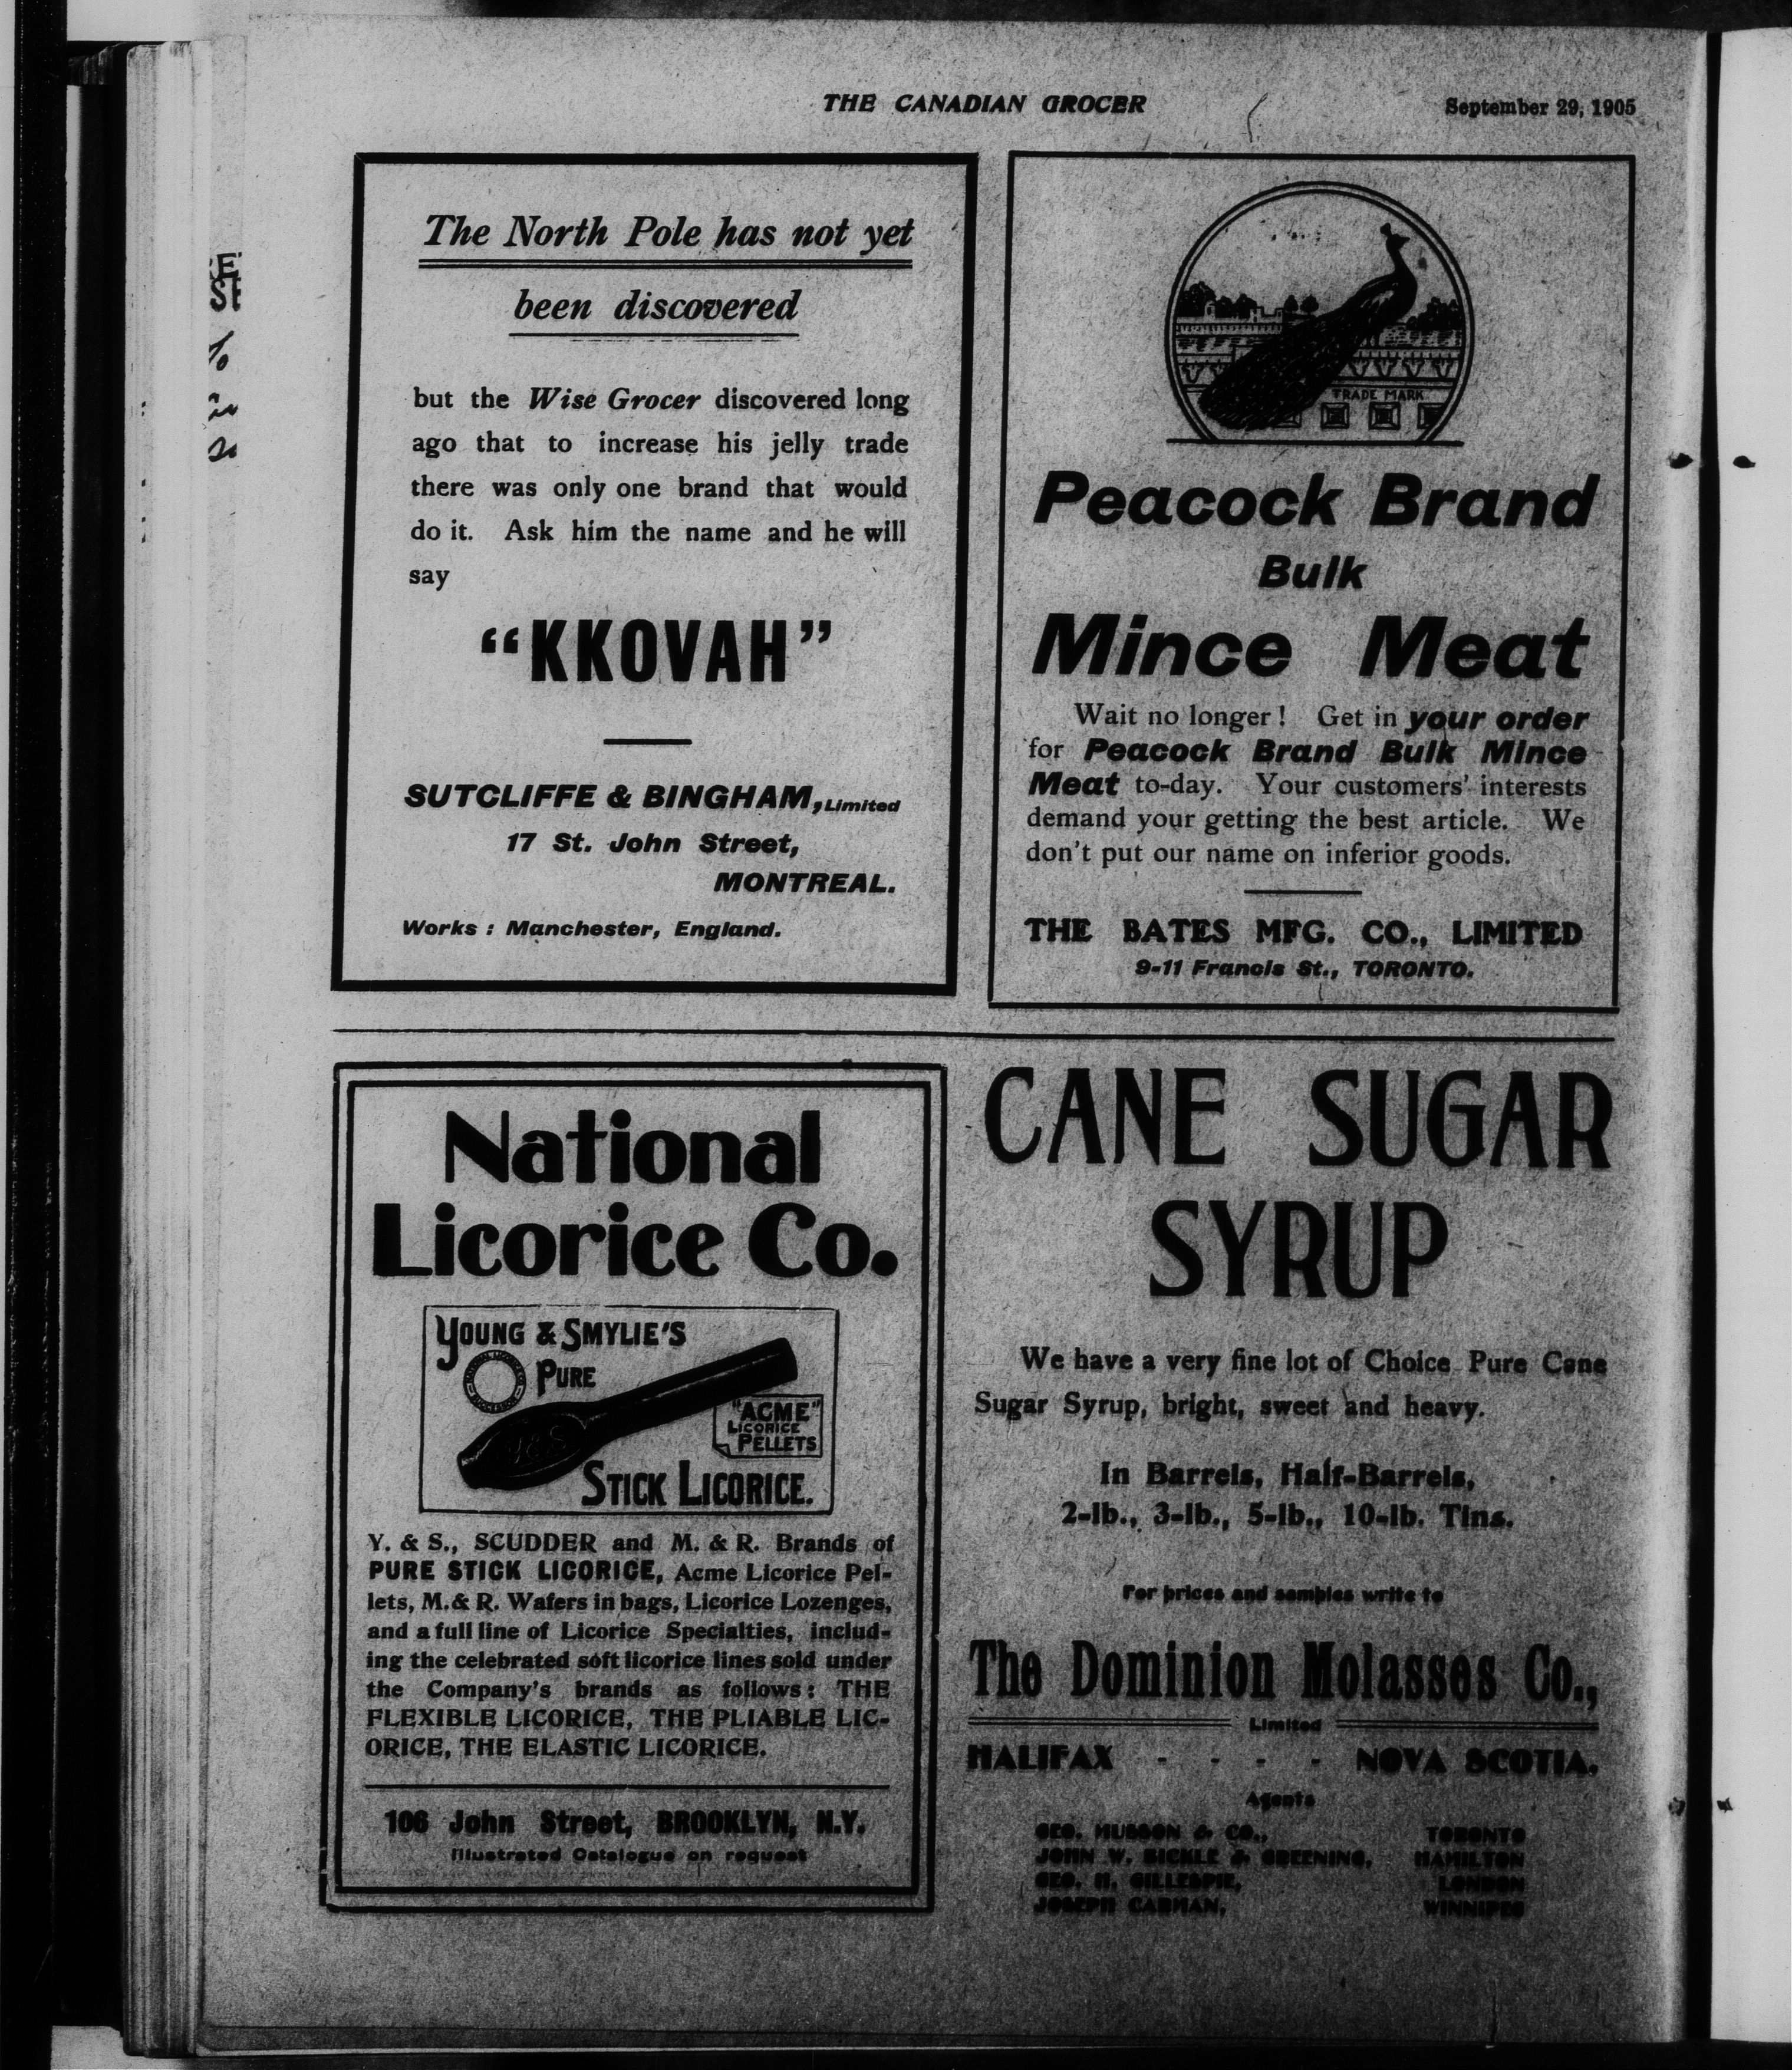 THE CANADIAN GROCER
September 29, 1905
The North Pole has not yet
been discovered
but the Wise Grocer discovered long
ago that to increase his jelly trade
there was only one brand that would
do it. Ask him the name and he will
say
“KKOVAH”
SUTCLIFFE & BINGHAM, Limited
17 St. John Street,
MONTREAL.
Works : Manchester, England.
TRADE MARK
Peacock Brand
Bulk
Mince Meat
Wait no longer ! Get in your order
for Peacock Brand Bulk Mince
Meat to-day. Your customers' interests
demand your getting the best article. We
don't put our name on inferior goods.
THE BATES MFG. CO., LIMITED
9-11 Francis St., TORONTO.
National
Licorice Co.
YOUNG & SMYLIE'S
PURE
Y&S
"ACME"
LICORICE
PELLETS
STICK LICORICE.
Y. & S., SCUDDER and M. & R. Brands of
PURE STICK LICORICE, Acme Licorice Pel-
lets, M. & R. Wafers in bags, Licorice Lozenges,
and a full line of Licorice Specialties, includ-
ing the celebrated soft licorice lines sold under
the Company's brands as follows : THE
FLEXIBLE LICORICE, THE PLIABLE LIC-
ORICE, THE ELASTIC LICORICE.
106 John Street, BROOKLYN, N.Y.
Illustrated Catalogue on request
CANE SUGAR
SYRUP
We have a very fine lot of Choice Pure Cane
Sugar Syrup, bright, sweet and heavy.
In Barrels, Half-Barrels,
2-lb., 3-lb., 5-lb., 10-lb. Tins.
For prices and samples write to
The Dominion Molasses Co.,
Limited
HALIFAX - - - - NOVA SCOTIA.
Agents
GEO. MUSSON & CO., TORONTO
JOHN W. BICKLE & GREENING, HAMILTON
GEO. H. GILLESPIE, LONDON
JOSEPH CARMAN, WINNIPEG